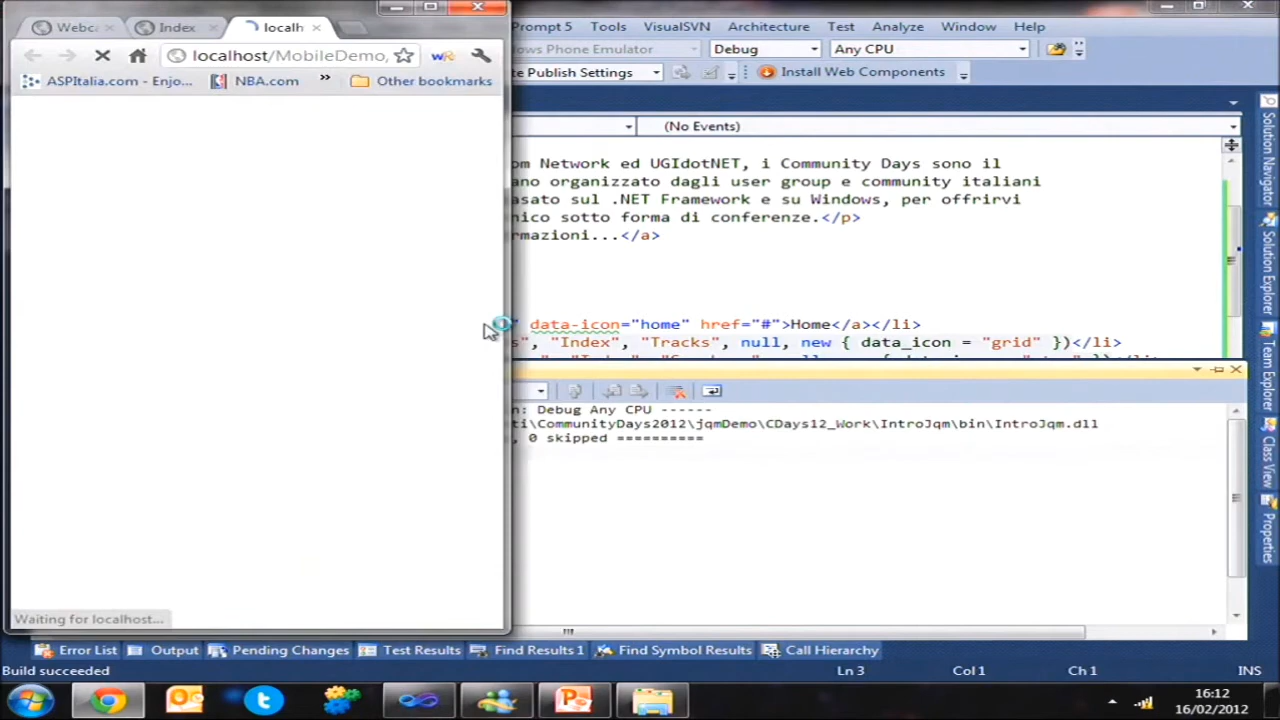 Webc
Index
localh
localhost/MobileDemo
ASPItalia.com - Enjo...
NBA.com
»
Other bookmarks
Waiting for localhost...
Prompt 5
Tools
VisualSVN
Architecture
Test
Analyze
Window
Help
ws Phone Emulator
Debug
Any CPU
te Publish Settings
Install Web Components
(No Events)
om Network ed UGIdotNET, i Community Days sono il
ano organizzato dagli user group e community italiani
asato sul .NET Framework e su Windows, per offrirvi
nico sotto forma di conferenze.</p>
rmazioni...</a>
" data-icon="home" href="#">Home</a></li>
s", "Index", "Tracks", null, new { data_icon = "grid" })</li>
n: Debug Any CPU ------
ti\CommunityDays2012\jqmDemo\CDays12_Work\IntroJqm\bin\IntroJqm.dll
, 0 skipped ==========
Solution Navigator
Solution Explorer
Team Explorer
Class View
Properties
Error List
Output
Pending Changes
Test Results
Find Results 1
Find Symbol Results
Call Hierarchy
Build succeeded
Ln 3
Col 1
Ch 1
INS
16:12
16/02/2012